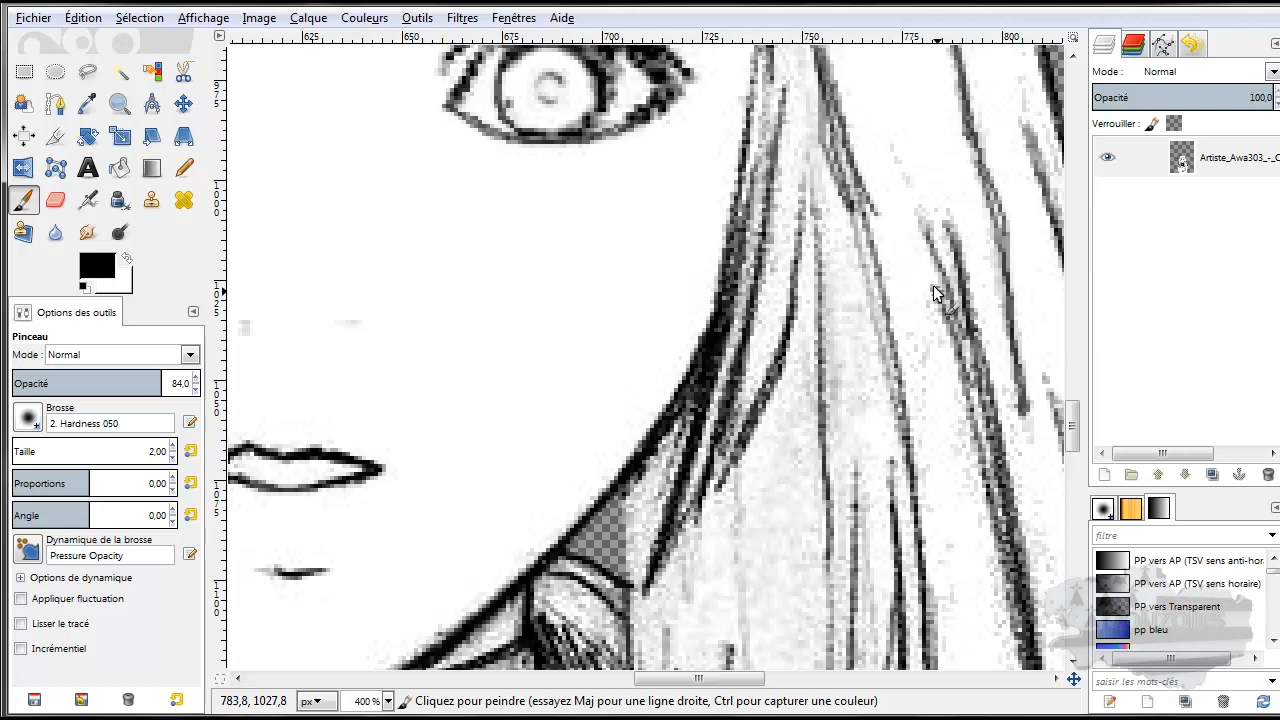 Fichier Édition Sélection Affichage Image Calque Couleurs Outils Filtres Fenêtres Aide
625 650 675 700 725 750 775 800
Mode : Normal
Opacité 100,0
Verrouiller :
Artiste_Awa303_-_C
Options des outils
Pinceau
Mode : Normal
Opacité 84,0
Brosse
2. Hardness 050
Taille 2,00
Proportions 0,00
Angle 0,00
Dynamique de la brosse
Pressure Opacity
Options de dynamique
Appliquer fluctuation
Lisser le tracé
Incrémentiel
filtre
PP vers AP (TSV sens anti-hor
PP vers AP (TSV sens horaire)
PP vers Transparent
pp bleu
saisir les mots-clés
783,8, 1027,8 px 400 % Cliquez pour peindre (essayez Maj pour une ligne droite, Ctrl pour capturer une couleur)